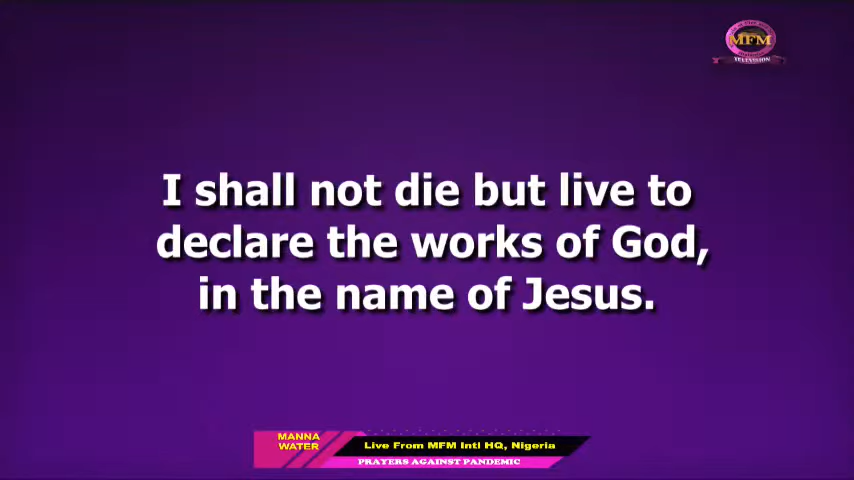 MFM
TELEVISION
I shall not die but live to
declare the works of God,
in the name of Jesus.
MANNA
WATER
Live From MFM Intl HQ, Nigeria
PRAYERS AGAINST PANDEMIC